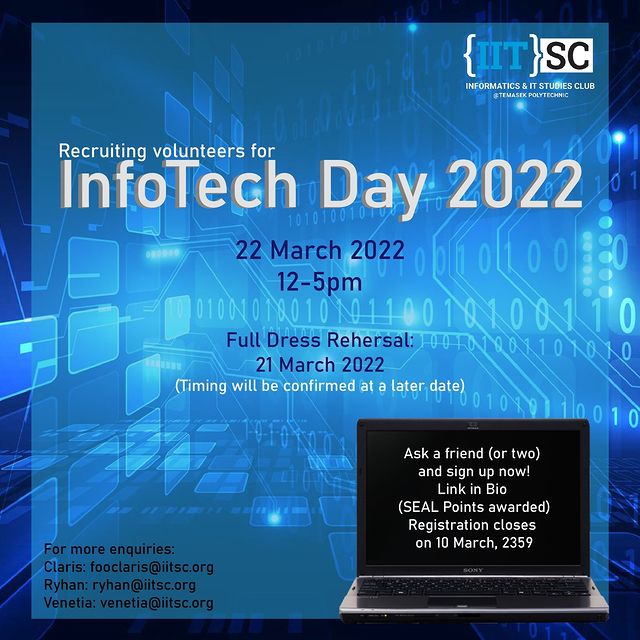 {IIT}SC
INFORMATICS & IT STUDIES CLUB
@TEMASEK POLYTECHNIC
Recruiting volunteers for
InfoTech Day 2022
22 March 2022
12-5pm
Full Dress Rehersal:
21 March 2022
(Timing will be confirmed at a later date)
Ask a friend (or two)
and sign up now!
Link in Bio
(SEAL Points awarded)
Registration closes
on 10 March, 2359
SONY
For more enquiries:
Claris: fooclaris@iitsc.org
Ryhan: ryhan@iitsc.org
Venetia: venetia@iitsc.org